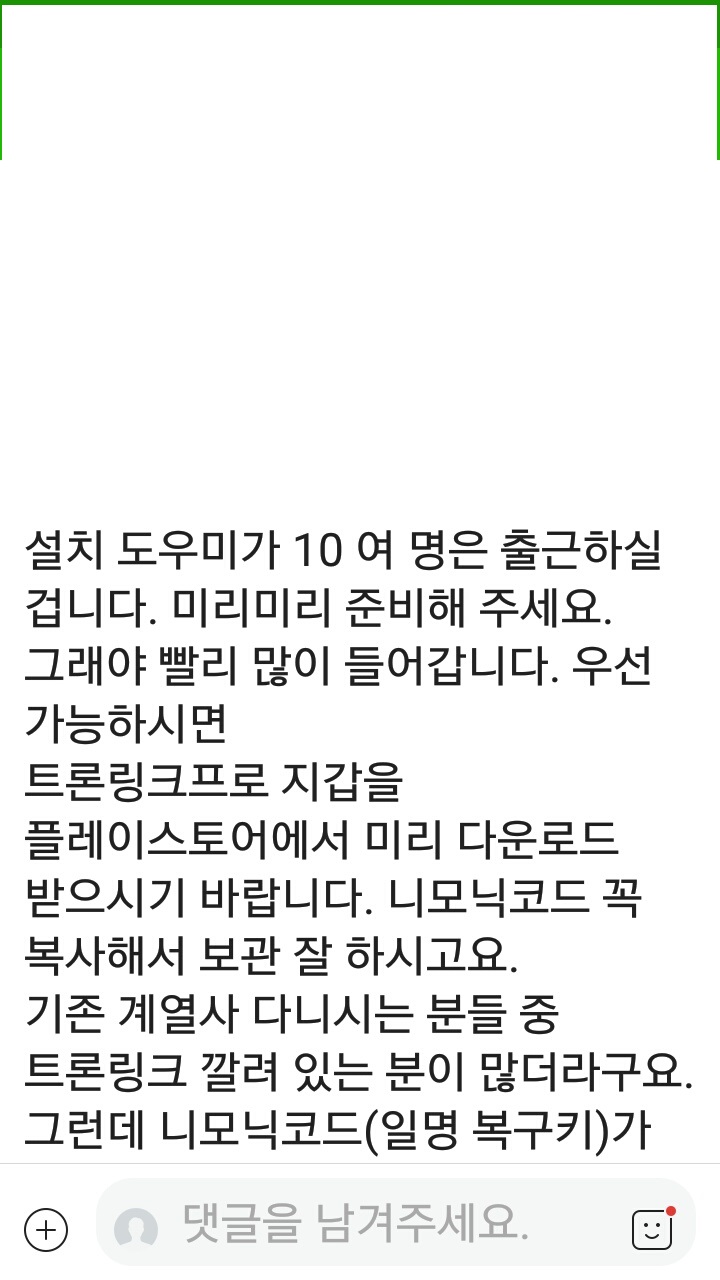 설치 도우미가 10 여 명은 출근하실
겁니다. 미리미리 준비해 주세요.
그래야 빨리 많이 들어갑니다. 우선
가능하시면
트론링크프로 지갑을
플레이스토어에서 미리 다운로드
받으시기 바랍니다. 니모닉코드 꼭
복사해서 보관 잘 하시고요.
기존 계열사 다니시는 분들 중
트론링크 깔려 있는 분이 많더라구요.
그런데 니모닉코드(일명 복구키)가
댓글을 남겨주세요.